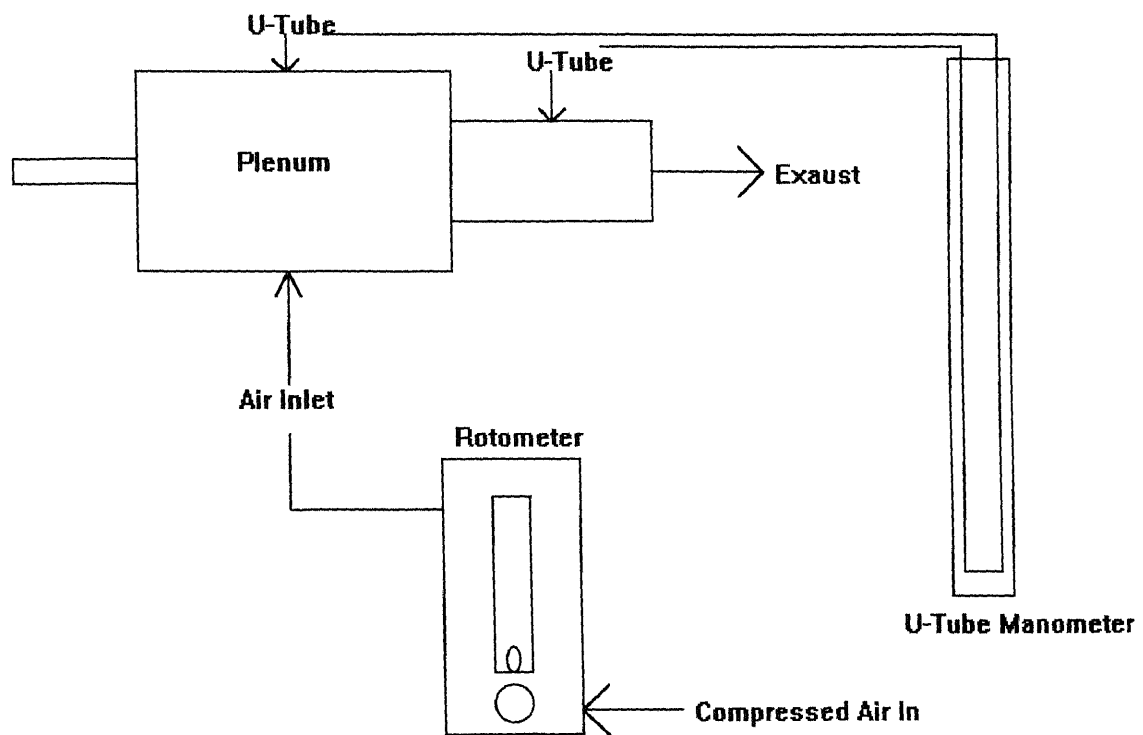 U-Tube
U-Tube
Plenum
Exaust
Air Inlet
Rotometer
U-Tube Manometer
Compressed Air In